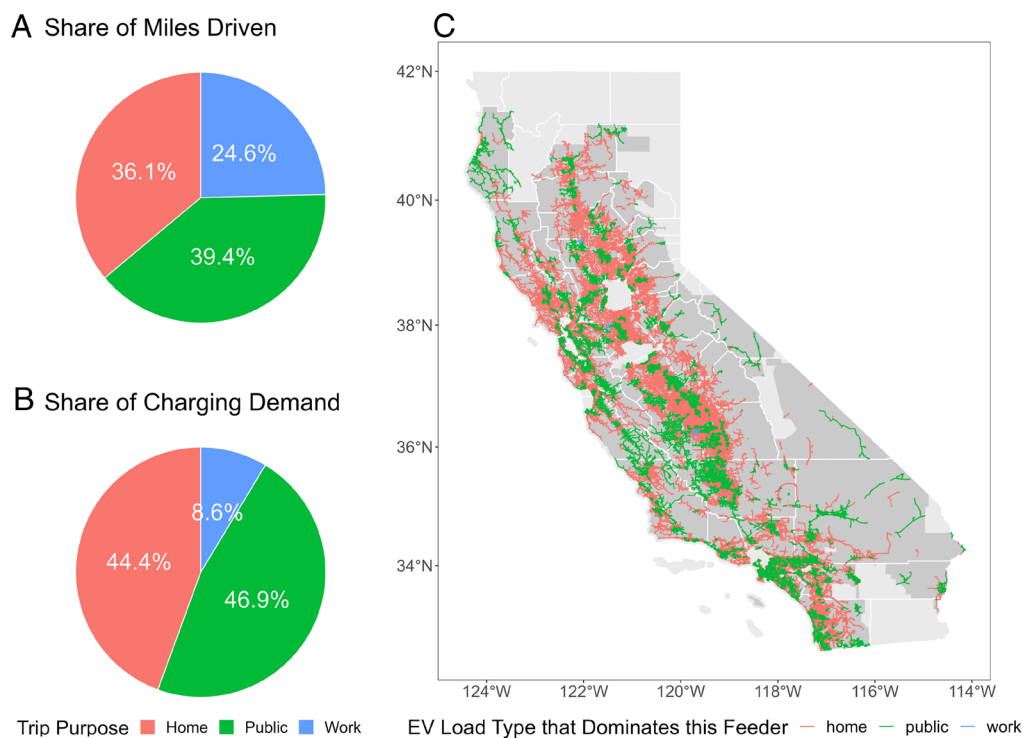 A Share of Miles Driven
36.1%
24.6%
39.4%
B Share of Charging Demand
44.4%
8.6%
46.9%
Trip Purpose Home Public Work
C
42°N
40°N
38°N
36°N
34°N
124°W 122°W 120°W 118°W 116°W 114°W
EV Load Type that Dominates this Feeder home public work